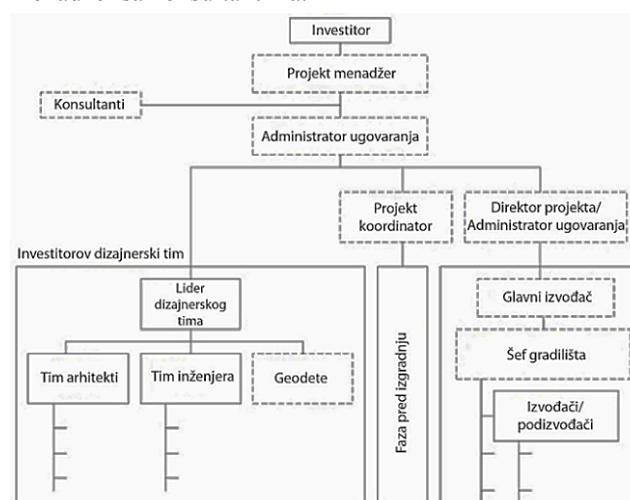 Investitor
Projekt menadžer
Konsultanti
Administrator ugovaranja
Projekt
koordinator
Direktor projekta/
Administrator ugovaranja
Investitorov dizajnerski tim
Lider
dizajnerskog
tima
Tim arhitekti
Tim inženjera
Geodete
Faza pred izgradnju
Glavni izvođač
Šef gradilišta
Izvođači/
podizvođači